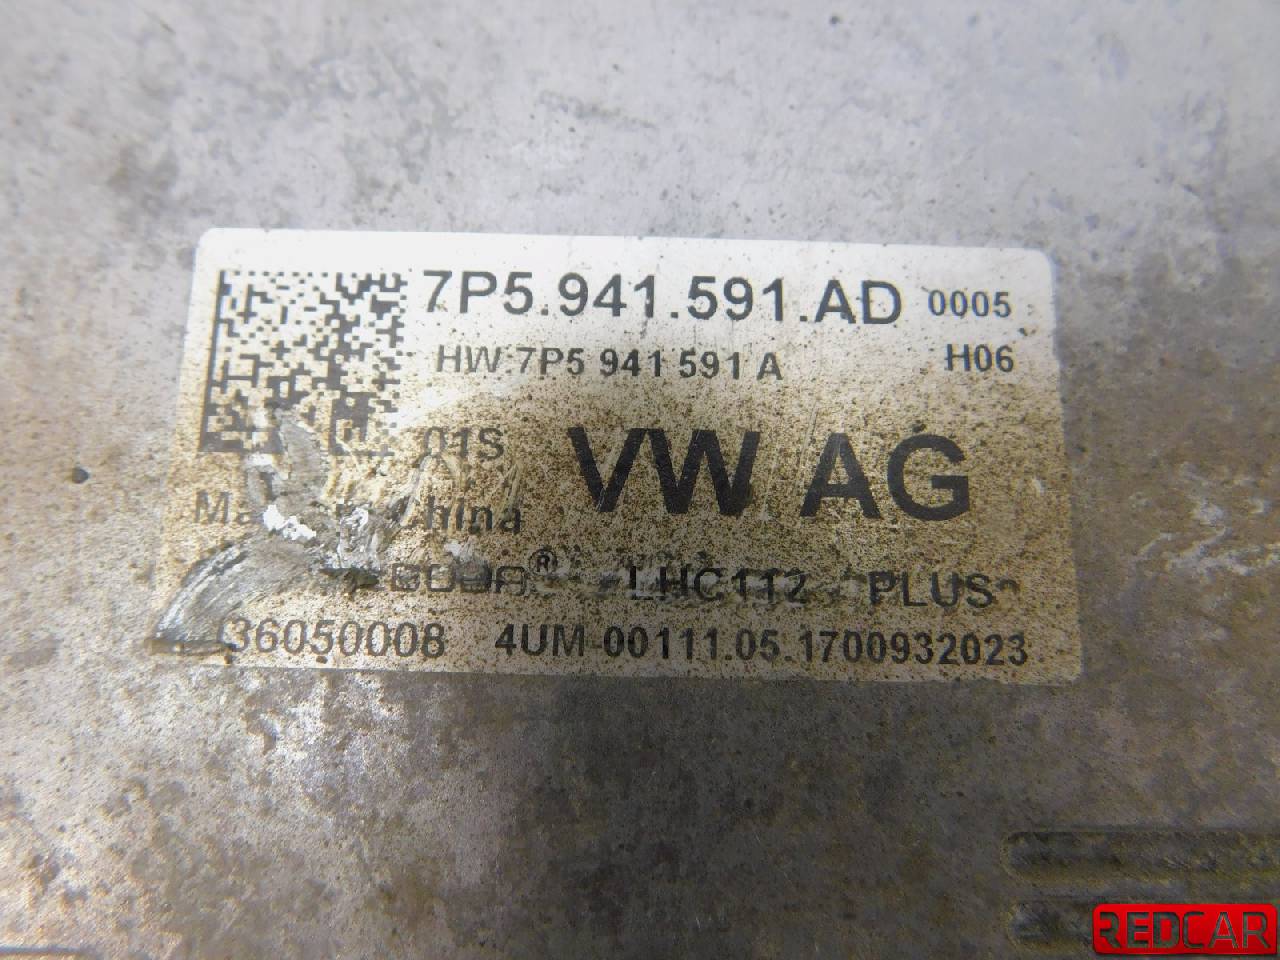 7P5.941.591.AD 0005
HW:7P5 941 591 A H06
01S VW AG
China
LHC112 PLUS
36050008 4UM-00111.05.1700932023
REDCAR